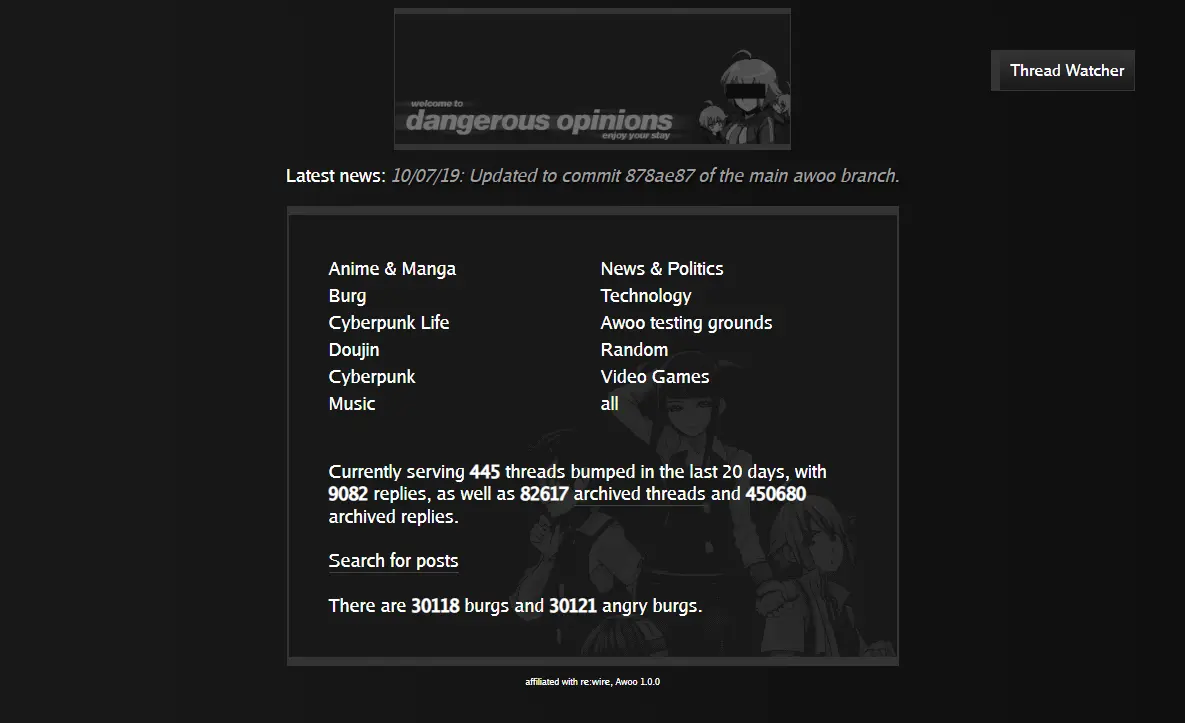 welcome to
dangerous opinions
enjoy your stay
Thread Watcher
Latest news: 10/07/19: Updated to commit 878ae87 of the main awoo branch.
Anime & Manga
Burg
Cyberpunk Life
Doujin
Cyberpunk
Music
News & Politics
Technology
Awoo testing grounds
Random
Video Games
all
Currently serving 445 threads bumped in the last 20 days, with
9082 replies, as well as 82617 archived threads and 450680
archived replies.
Search for posts
There are 30118 burgs and 30121 angry burgs.
affiliated with re:wire, Awoo 1.0.0